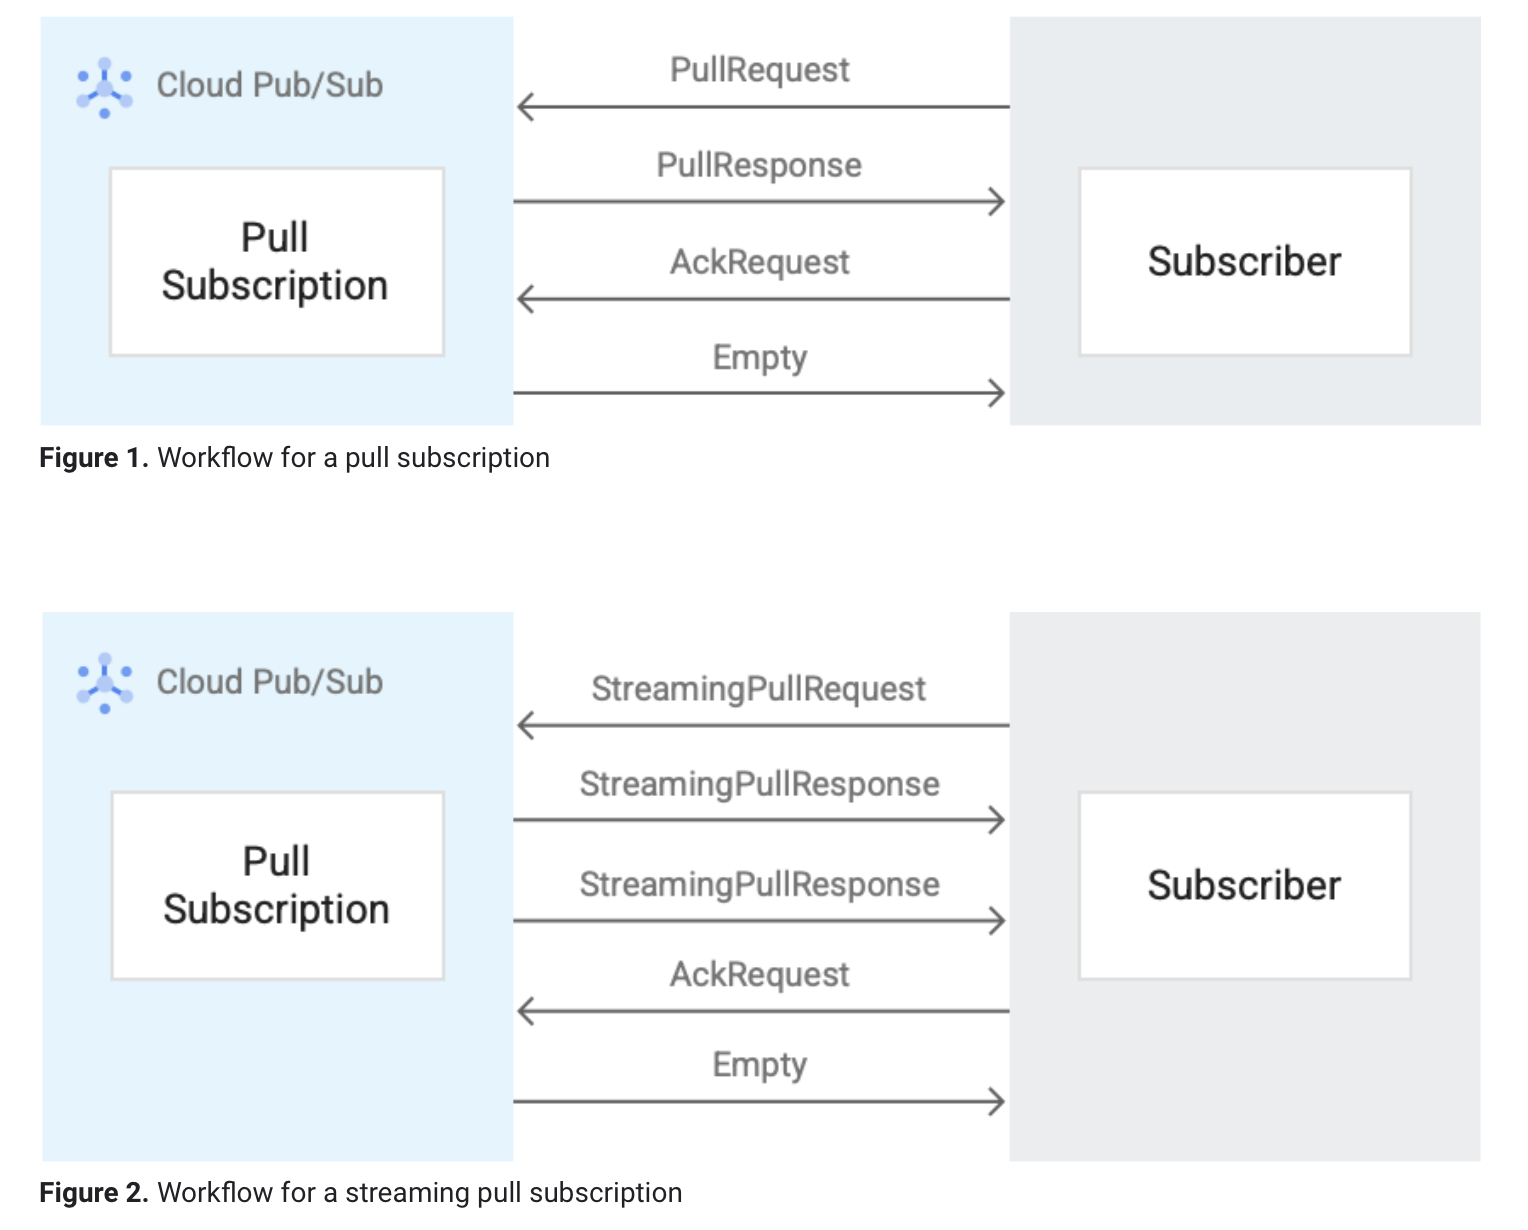 Cloud Pub/Sub
Pull
Subscription
PullRequest
PullResponse
AckRequest
Empty
Subscriber
Figure 1. Workflow for a pull subscription
Cloud Pub/Sub
Pull
Subscription
StreamingPullRequest
StreamingPullResponse
StreamingPullResponse
AckRequest
Empty
Subscriber
Figure 2. Workflow for a streaming pull subscription